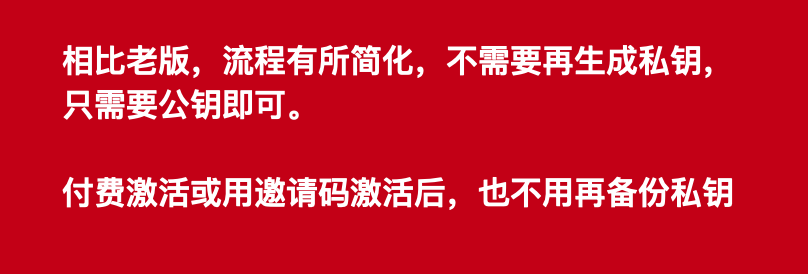 相比老版，流程有所简化，不需要再生成私钥，
只需要公钥即可。
付费激活或用邀请码激活后，也不用再备份私钥